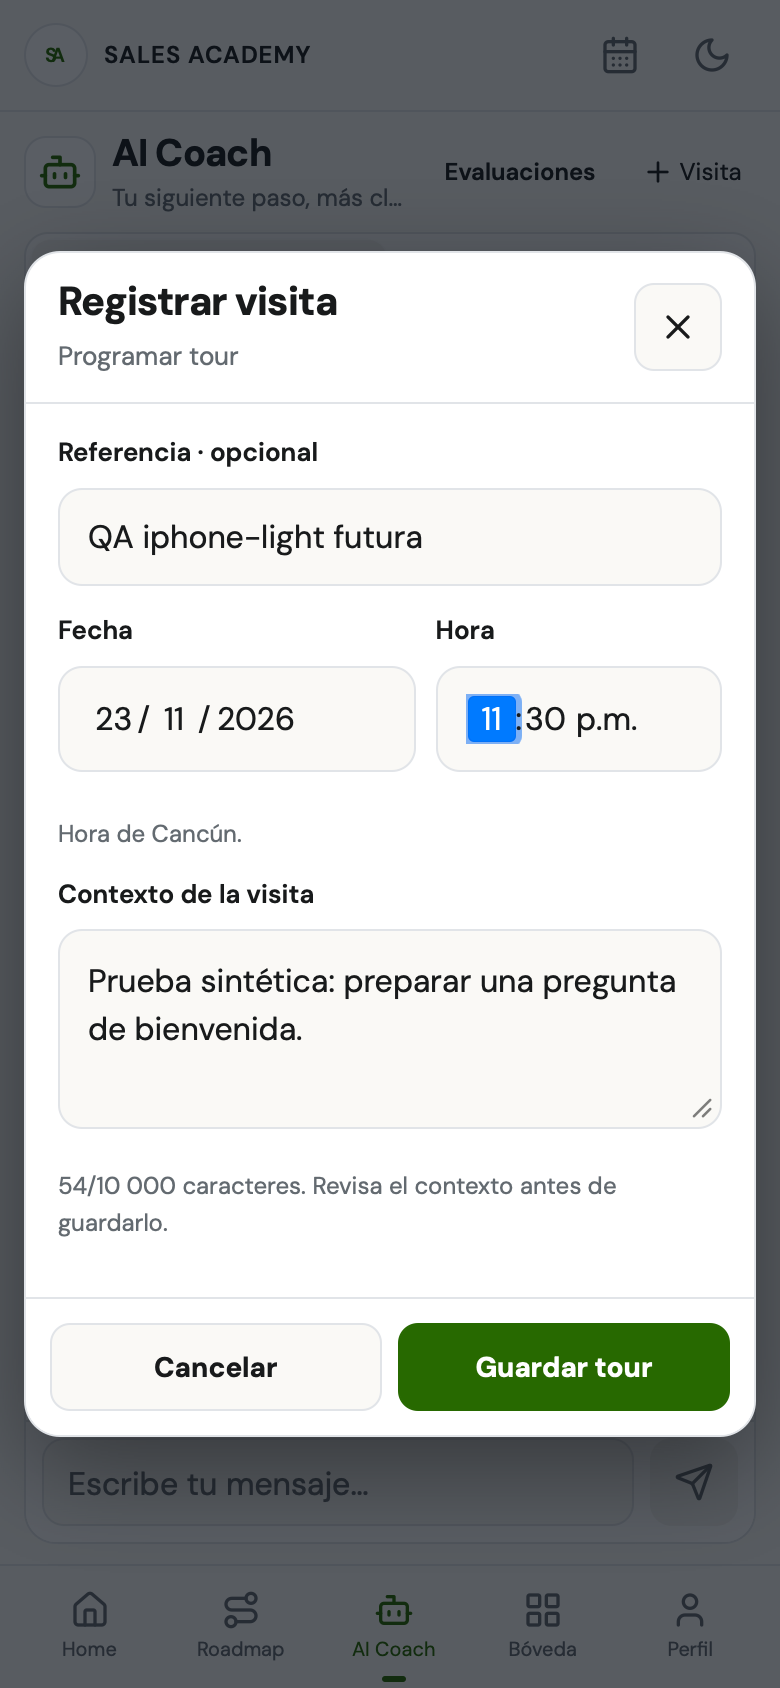 SA
SALES ACADEMY
AI Coach
Tu siguiente paso, más cl...
Evaluaciones
+ Visita
Registrar visita
Programar tour
Referencia · opcional
QA iphone-light futura
Fecha
Hora
23/ 11 / 2026
11:30 p.m.
Hora de Cancún.
Contexto de la visita
Prueba sintética: preparar una pregunta
de bienvenida.
54/10 000 caracteres. Revisa el contexto antes de
guardarlo.
Cancelar
Guardar tour
Escribe tu mensaje...
Home
Roadmap
AI Coach
Bóveda
Perfil